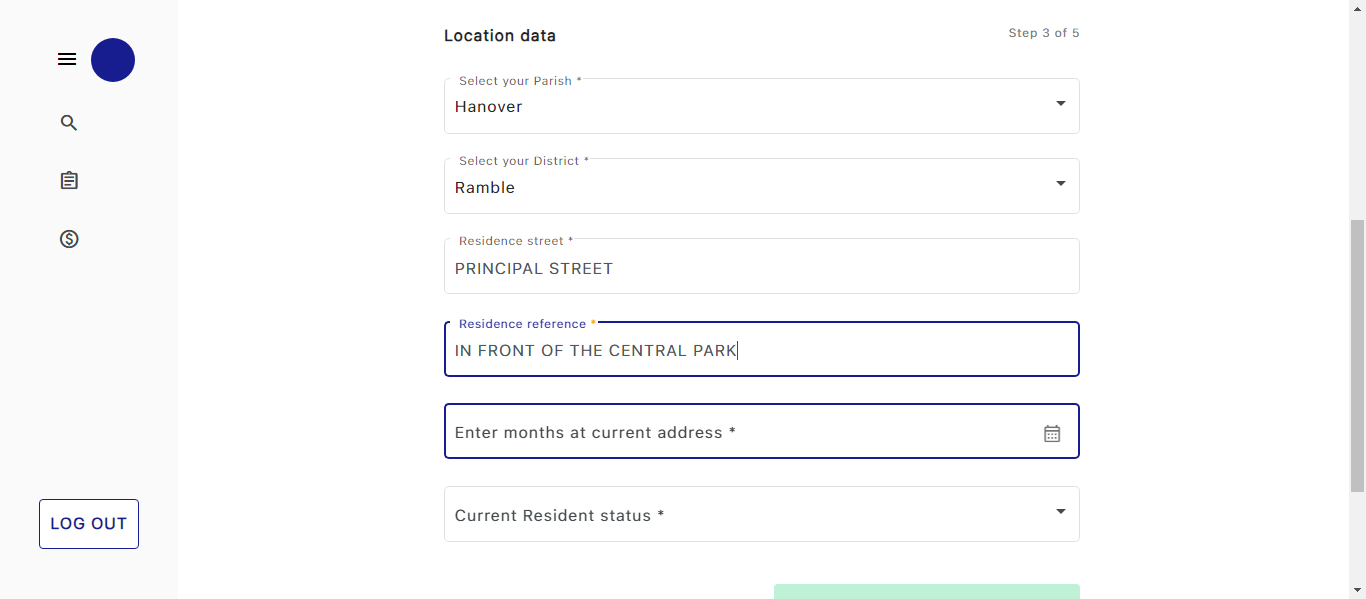 Location data
Step 3 of 5
Select your Parish *
Hanover
Select your District *
Ramble
Residence street *
PRINCIPAL STREET
Residence reference *
IN FRONT OF THE CENTRAL PARK
Enter months at current address *
Current Resident status *
LOG OUT